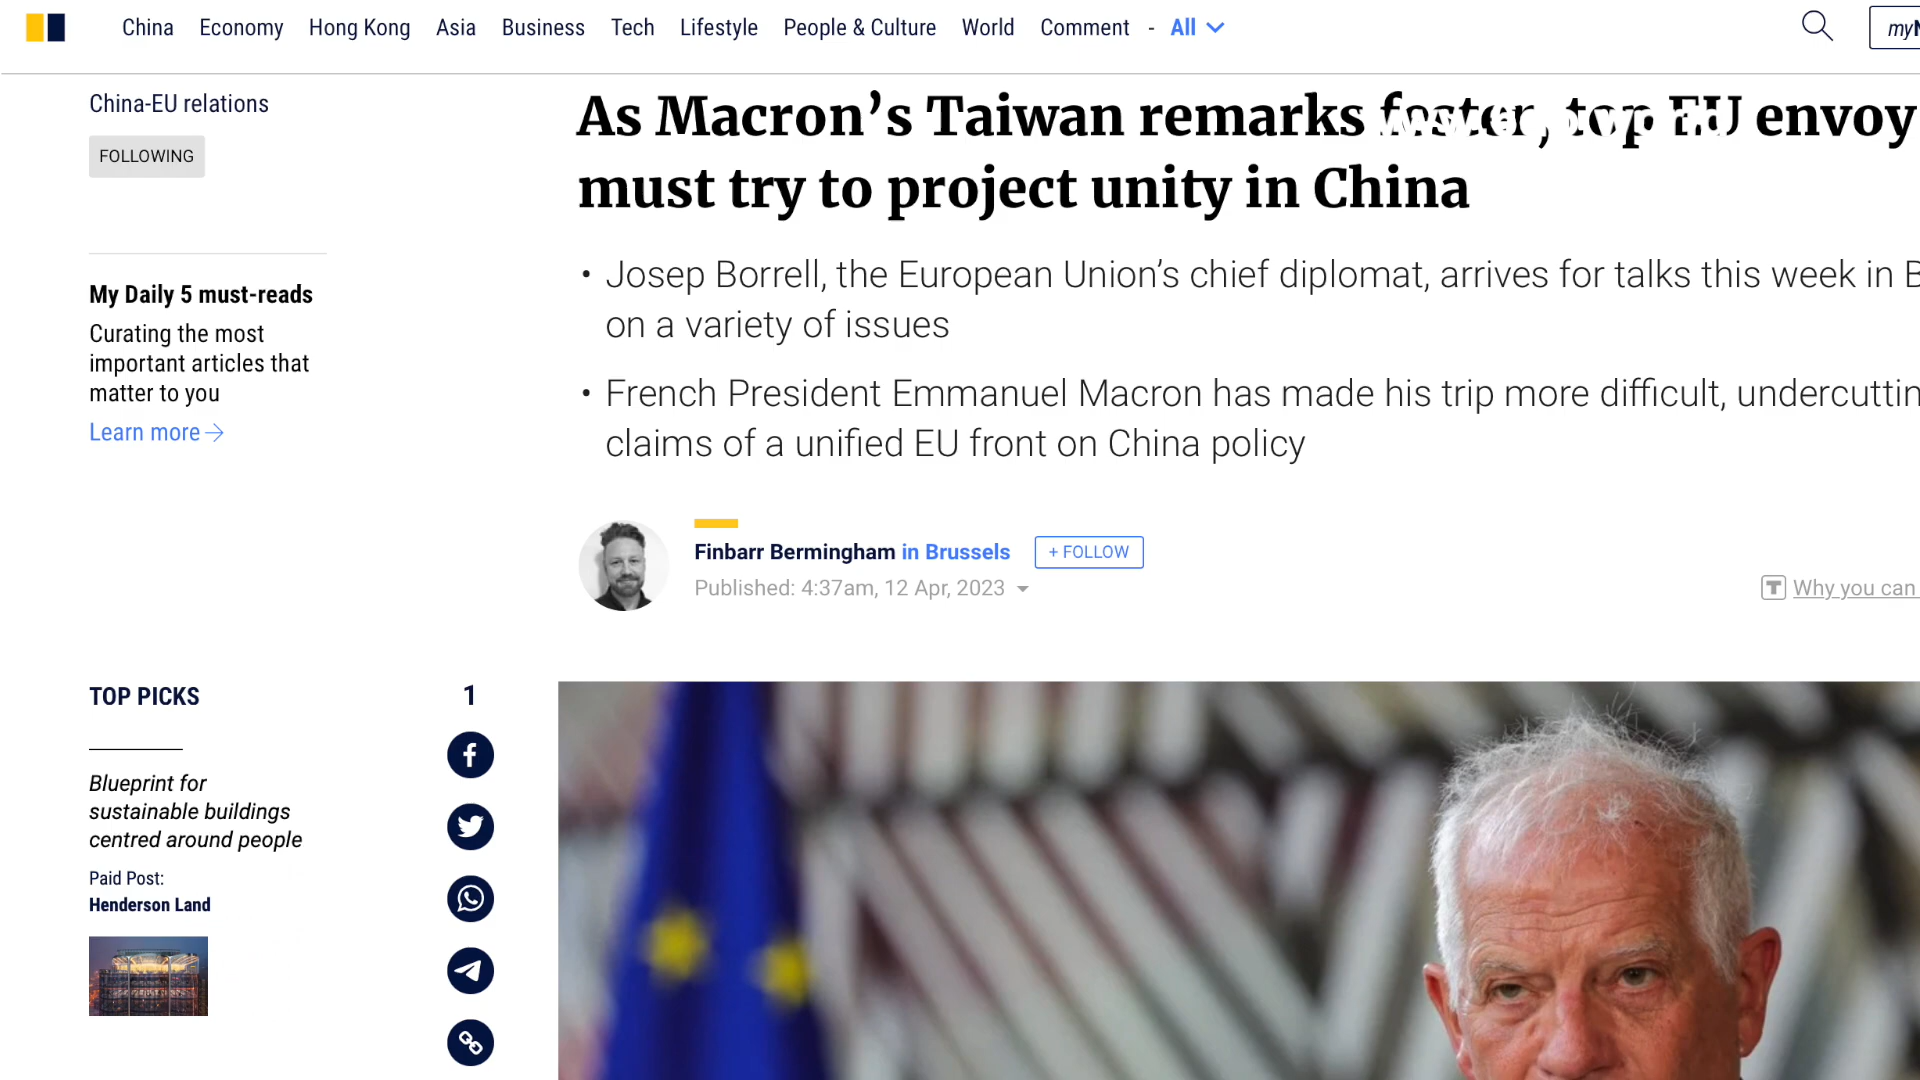 China Economy Hong Kong Asia Business Tech Lifestyle People & Culture World Comment - All
China-EU relations
FOLLOWING
As Macron’s Taiwan remarks fester, top EU envoy
must try to project unity in China
• Josep Borrell, the European Union’s chief diplomat, arrives for talks this week in
on a variety of issues
• French President Emmanuel Macron has made his trip more difficult, undercuttin
claims of a unified EU front on China policy
My Daily 5 must-reads
Curating the most
important articles that
matter to you
Learn more
Finbarr Bermingham in Brussels + FOLLOW
Published: 4:37am, 12 Apr, 2023
T Why you can
TOP PICKS
1
Blueprint for
sustainable buildings
centred around people
Paid Post:
Henderson Land